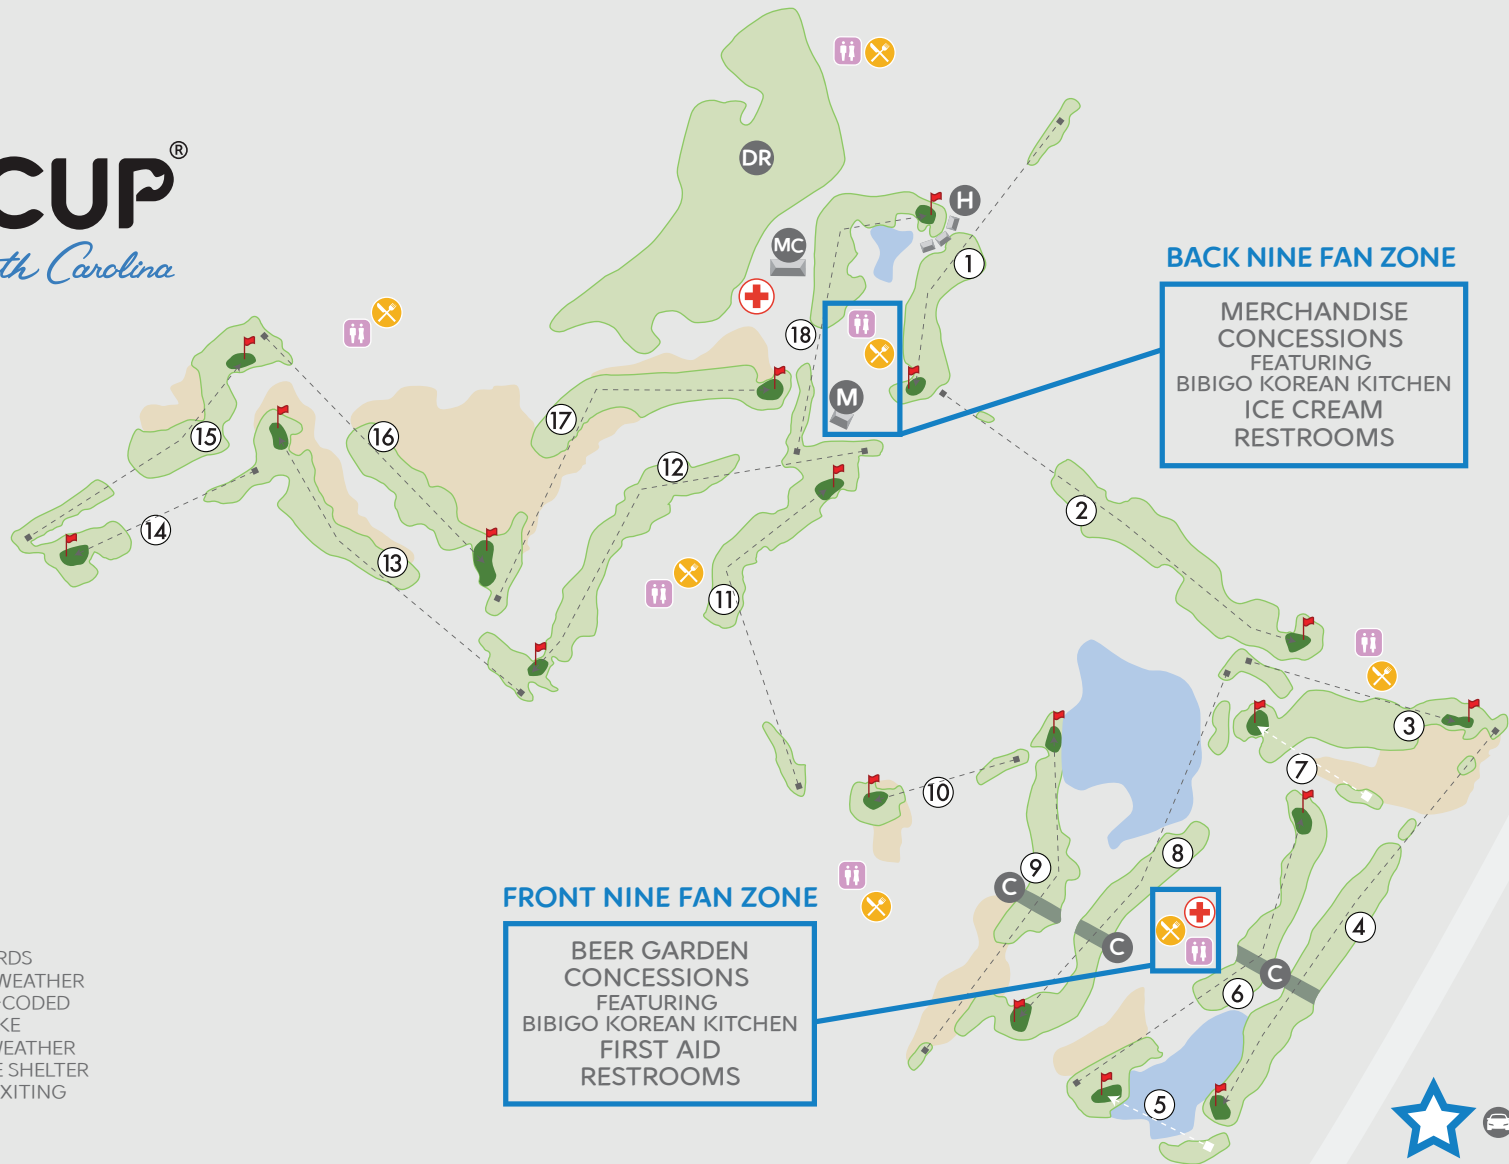 CUP®
th Carolina
DR
H
MC
1
BACK NINE FAN ZONE
MERCHANDISE
CONCESSIONS
FEATURING
BIBIGO KOREAN KITCHEN
ICE CREAM
RESTROOMS
18
M
17
16
15
12
14
13
11
2
3
7
10
9
8
C
C
C
4
6
5
FRONT NINE FAN ZONE
BEER GARDEN
CONCESSIONS
FEATURING
BIBIGO KOREAN KITCHEN
FIRST AID
RESTROOMS
RDS
WEATHER
-CODED
KE
WEATHER
E SHELTER
XITING